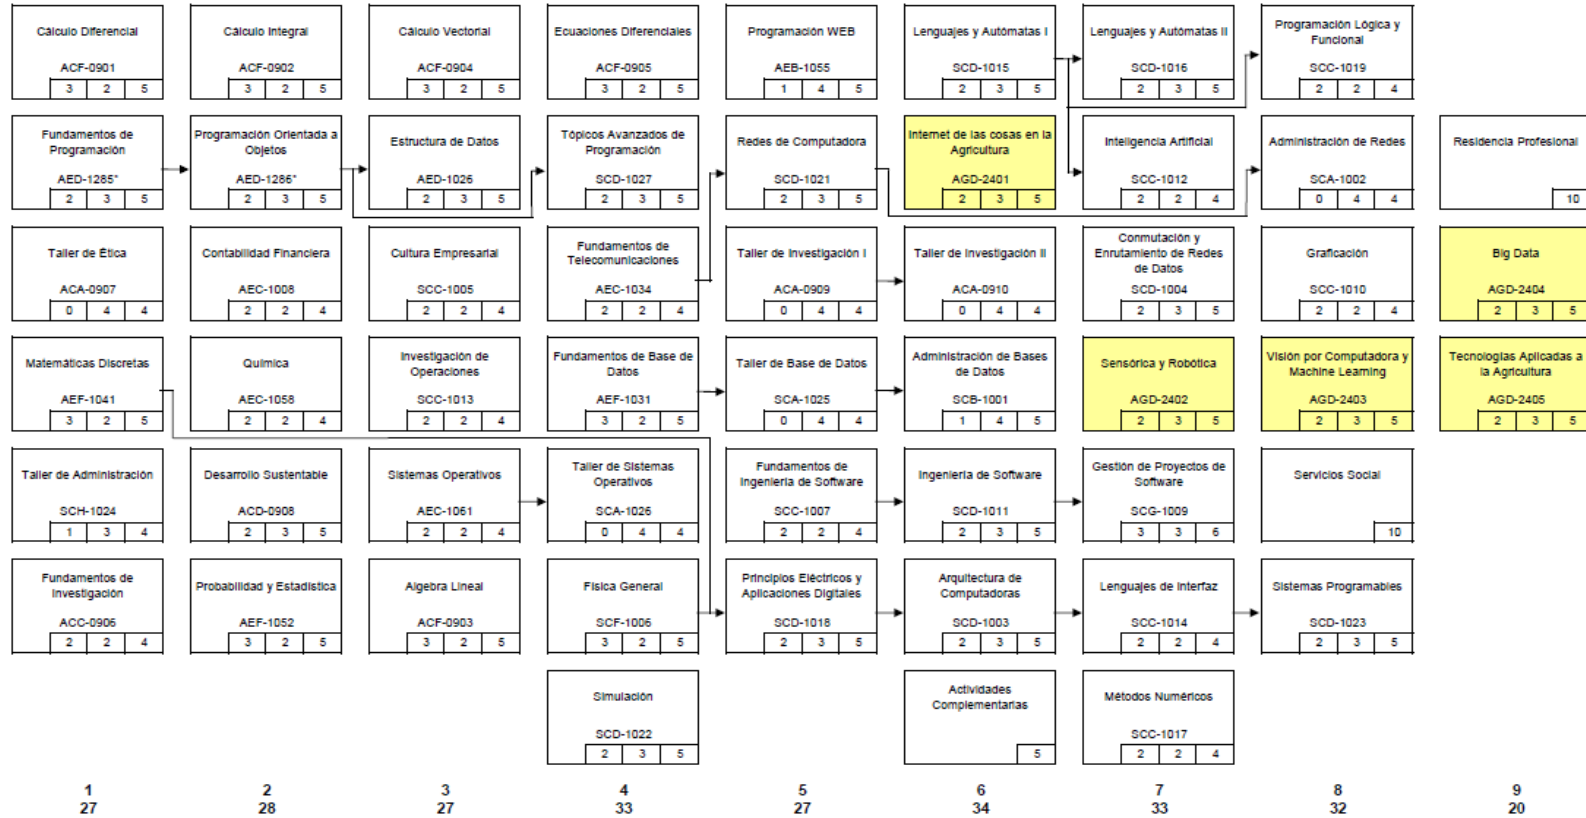 Cálculo Diferencial
ACF-0901
3 2 5
Cálculo Integral
ACF-0902
3 2 5
Cálculo Vectorial
ACF-0904
3 2 5
Ecuaciones Diferenciales
ACF-0905
3 2 5
Programación WEB
AEB-1055
1 4 5
Lenguajes y Autómatas I
SCD-1015
2 3 5
Lenguajes y Autómatas II
SCD-1016
2 3 5
Programación Lógica y
Funcional
SCC-1019
2 2 4
Fundamentos de
Programación
AED-1285*
2 3 5
Programación Orientada a
Objetos
AED-1286*
2 3 5
Estructura de Datos
AED-1026
2 3 5
Tópicos Avanzados de
Programación
SCD-1027
2 3 5
Redes de Computadora
SCD-1021
2 3 5
Internet de las cosas en la
Agricultura
AGD-2401
2 3 5
Inteligencia Artificial
SCC-1012
2 2 4
Administración de Redes
SCA-1002
0 4 4
Residencia Profesional
10
Taller de Ética
ACA-0907
0 4 4
Contabilidad Financiera
AEC-1008
2 2 4
Cultura Empresarial
SCC-1005
2 2 4
Fundamentos de
Telecomunicaciones
AEC-1034
2 2 4
Taller de Investigación I
ACA-0909
0 4 4
Taller de Investigación II
ACA-0910
0 4 4
Conmutación y
Enrutamiento de Redes
de Datos
SCD-1004
2 3 5
Graficación
SCC-1010
2 2 4
Big Data
AGD-2404
2 3 5
Matemáticas Discretas
AEF-1041
3 2 5
Química
AEC-1058
2 2 4
Investigación de
Operaciones
SCC-1013
2 2 4
Fundamentos de Base de
Datos
AEF-1031
3 2 5
Taller de Base de Datos
SCA-1025
0 4 4
Administración de Bases
de Datos
SCB-1001
1 4 5
Sensórica y Robótica
AGD-2402
2 3 5
Visión por Computadora y
Machine Learning
AGD-2403
2 3 5
Tecnologías Aplicadas a
la Agricultura
AGD-2405
2 3 5
Taller de Administración
SCH-1024
1 3 4
Desarrollo Sustentable
ACD-0908
2 3 5
Sistemas Operativos
AEC-1061
2 2 4
Taller de Sistemas
Operativos
SCA-1026
0 4 4
Fundamentos de
Ingeniería de Software
SCC-1007
2 2 4
Ingeniería de Software
SCD-1011
2 3 5
Gestión de Proyectos de
Software
SCG-1009
3 3 6
Servicios Social
10
Fundamentos de
Investigación
ACC-0906
2 2 4
Probabilidad y Estadística
AEF-1052
3 2 5
Algebra Lineal
ACF-0903
3 2 5
Física General
SCF-1006
3 2 5
Principios Eléctricos y
Aplicaciones Digitales
SCD-1018
2 3 5
Arquitectura de
Computadoras
SCD-1003
2 3 5
Lenguajes de Interfaz
SCC-1014
2 2 4
Sistemas Programables
SCD-1023
2 3 5
Simulación
SCD-1022
2 3 5
Actividades
Complementarias
5
Métodos Numéricos
SCC-1017
2 2 4
1 2 3 4 5 6 7 8 9
27 28 27 33 27 34 33 32 20